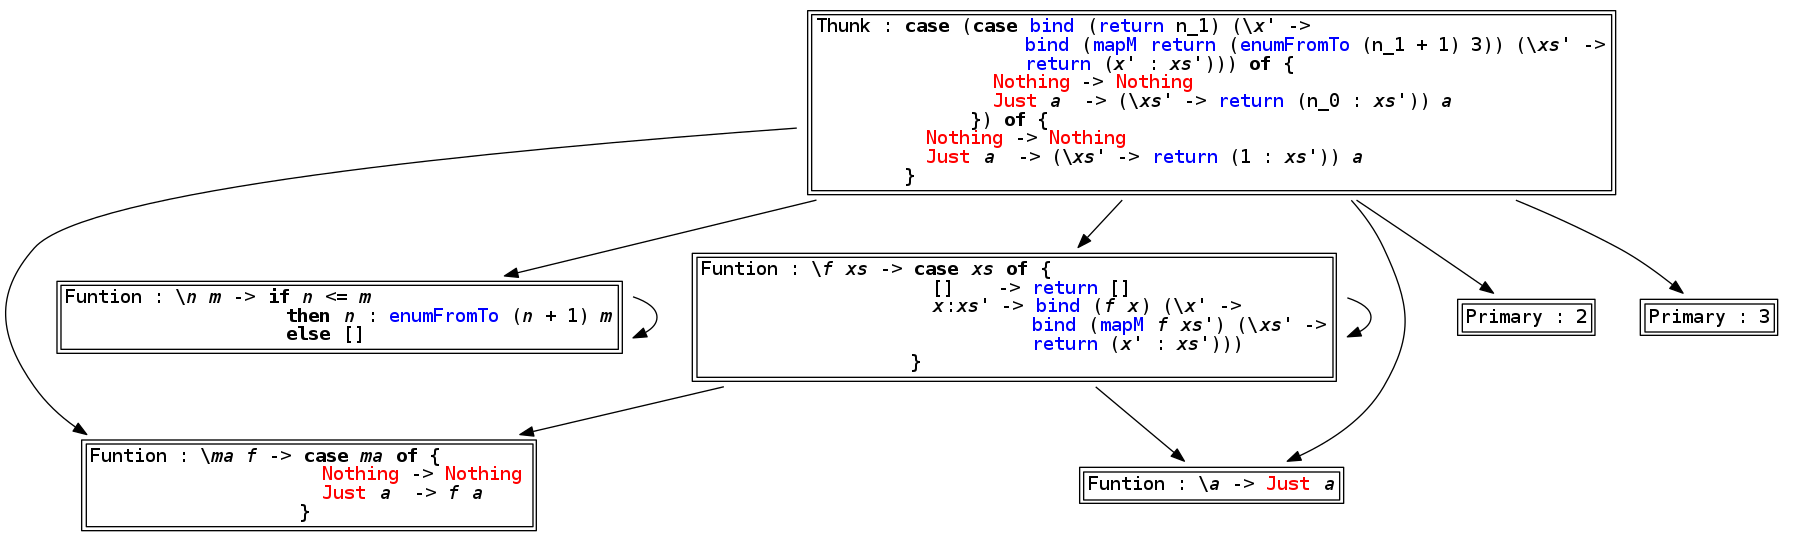 Thunk : case (case bind (return n_1) (\x' ->
bind (mapM return (enumFromTo (n_1 + 1) 3)) (\xs' ->
return (x' : xs'))) of {
Nothing -> Nothing
Just a  -> (\xs' -> return (n_0 : xs')) a
}) of {
Nothing -> Nothing
Just a  -> (\xs' -> return (1 : xs')) a
}
Funtion : \n m -> if n <= m
then n : enumFromTo (n + 1) m
else []
Funtion : \f xs -> case xs of {
[]    -> return []
x:xs' -> bind (f x) (\x' ->
bind (mapM f xs') (\xs' ->
return (x' : xs')))
}
Primary : 2
Primary : 3
Funtion : \ma f -> case ma of {
Nothing -> Nothing
Just a  -> f a
}
Funtion : \a -> Just a